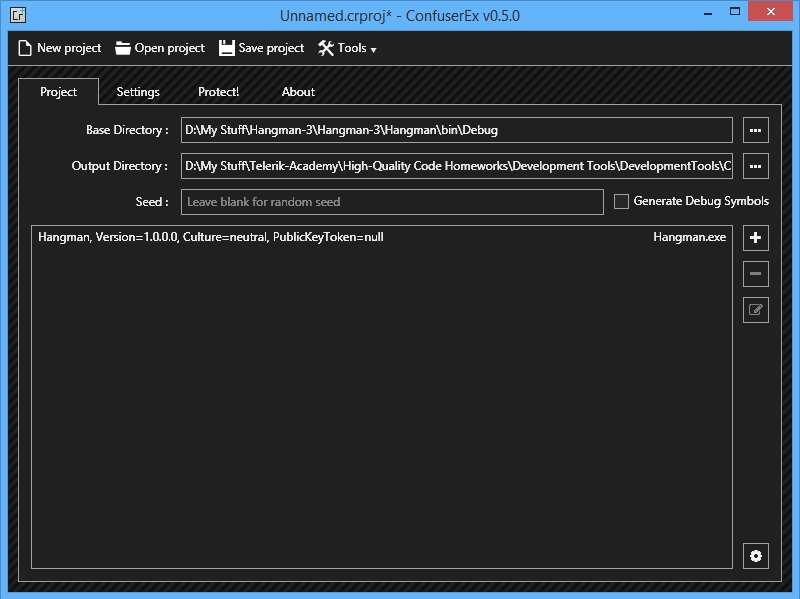 Cr
Unnamed.crproj* - ConfuserEx v0.5.0
New project Open project Save project Tools
Project Settings Protect! About
Base Directory : D:\My Stuff\Hangman-3\Hangman-3\Hangman\bin\Debug ...
Output Directory : D:\My Stuff\Telerik-Academy\High-Quality Code Homeworks\Development Tools\DevelopmentTools\C ...
Seed : Leave blank for random seed Generate Debug Symbols
Hangman, Version=1.0.0.0, Culture=neutral, PublicKeyToken=null Hangman.exe